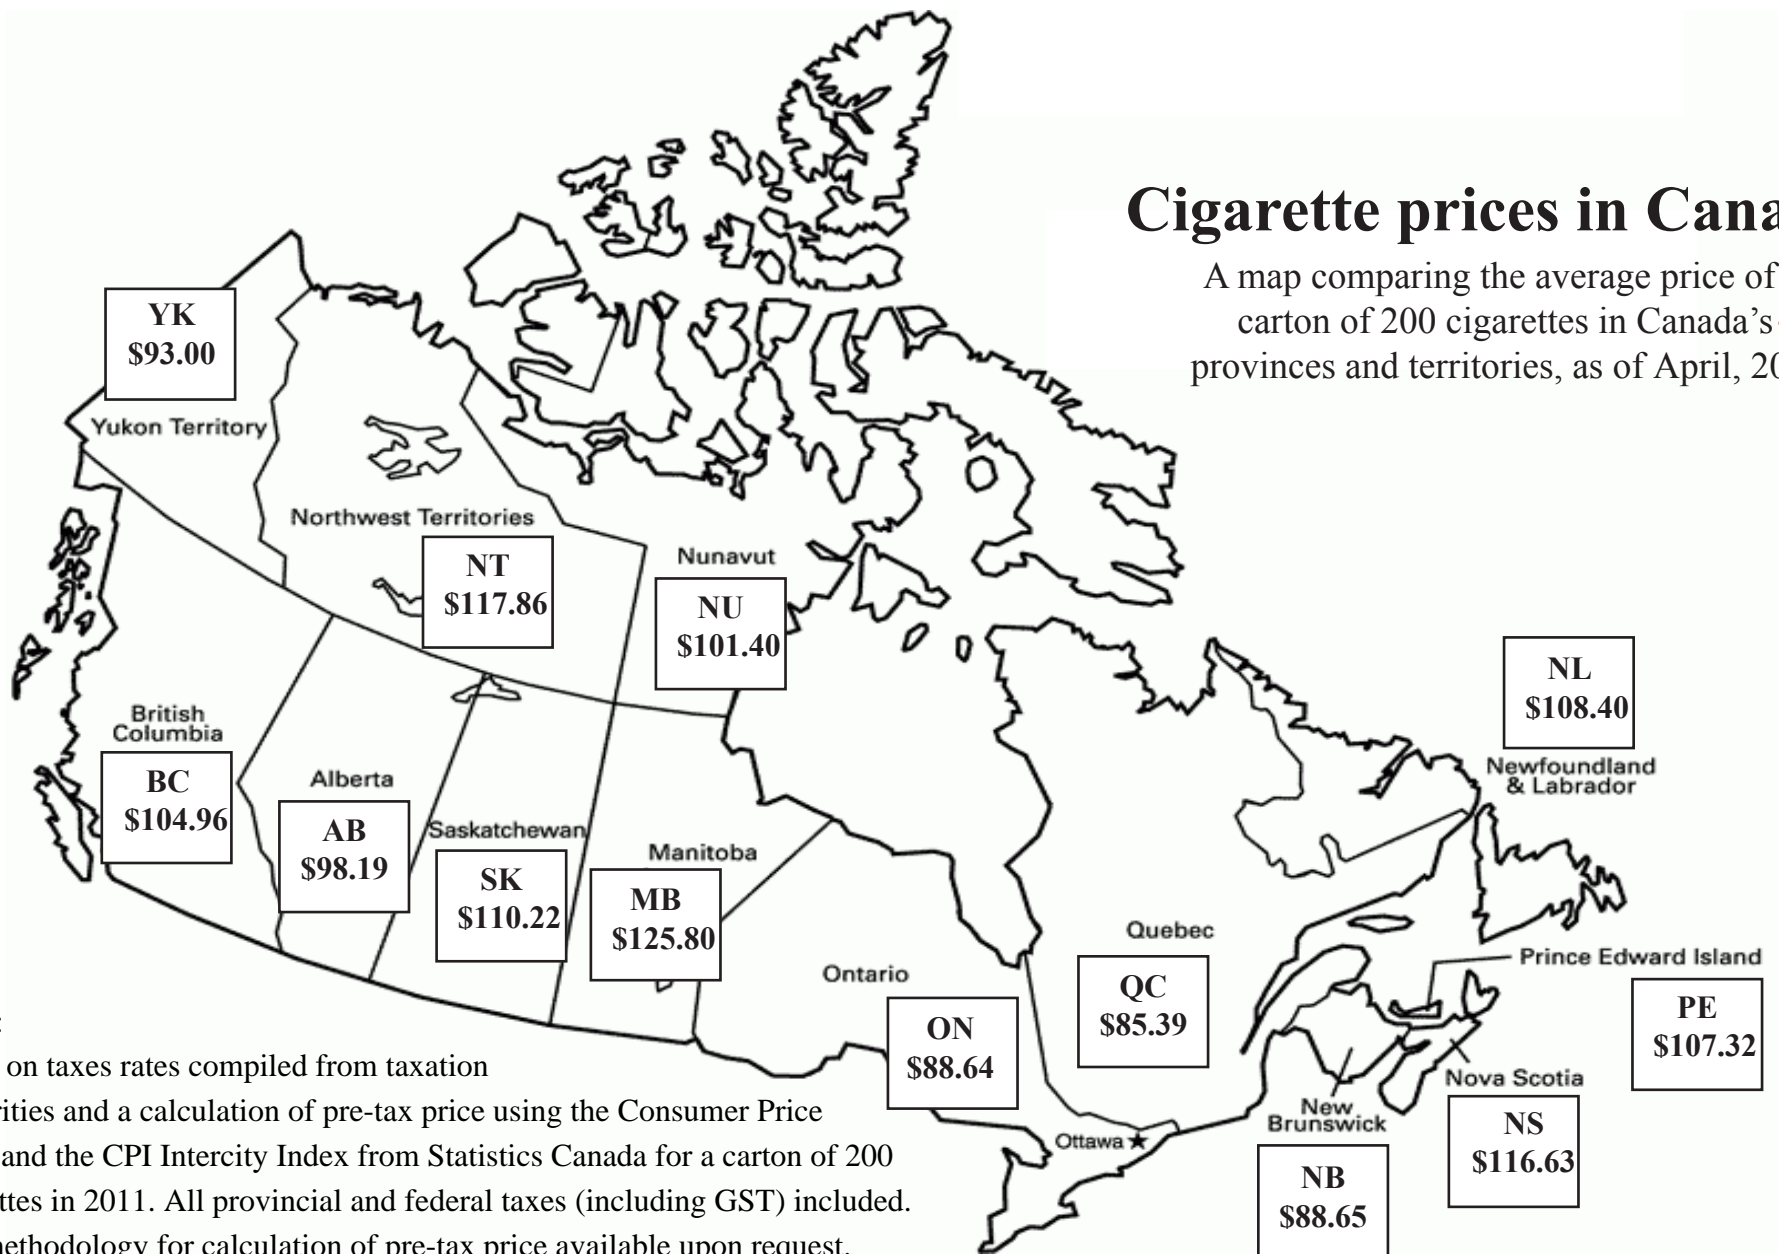 Cigarette prices in Cana
A map comparing the average price of
carton of 200 cigarettes in Canada’s
provinces and territories, as of April, 20
YK
$93.00
Yukon Territory
Northwest Territories
NT
$117.86
Nunavut
NU
$101.40
NL
$108.40
Newfoundland
& Labrador
British
Columbia
BC
$104.96
Alberta
AB
$98.19
Saskatchewan
SK
$110.22
Manitoba
MB
$125.80
Ontario
ON
$88.64
Quebec
QC
$85.39
Prince Edward Island
PE
$107.32
Nova Scotia
NS
$116.63
New
Brunswick
NB
$88.65
Ottawa
:
on taxes rates compiled from taxation
rities and a calculation of pre-tax price using the Consumer Price
and the CPI Intercity Index from Statistics Canada for a carton of 200
ttes in 2011. All provincial and federal taxes (including GST) included.
ethodology for calculation of pre-tax price available upon request.